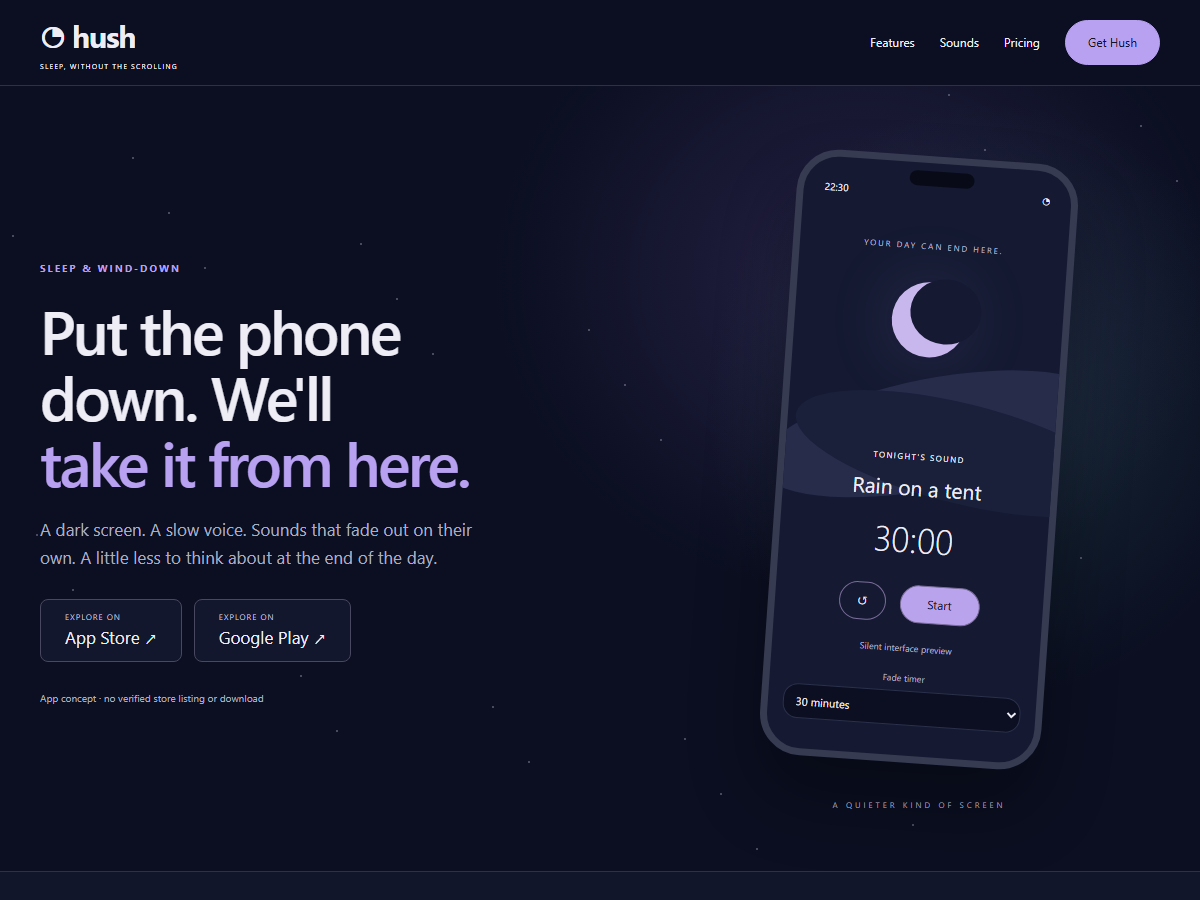 hush
SLEEP, WITHOUT THE SCROLLING
Features
Sounds
Pricing
Get Hush
SLEEP & WIND-DOWN
Put the phone
down. We'll
take it from here.
A dark screen. A slow voice. Sounds that fade out on their
own. A little less to think about at the end of the day.
EXPLORE ON
App Store ↗
EXPLORE ON
Google Play ↗
App concept · no verified store listing or download
22:30
YOUR DAY CAN END HERE.
TONIGHT'S SOUND
Rain on a tent
30:00
↺
Start
Silent interface preview
Fade timer
30 minutes
A QUIETER KIND OF SCREEN